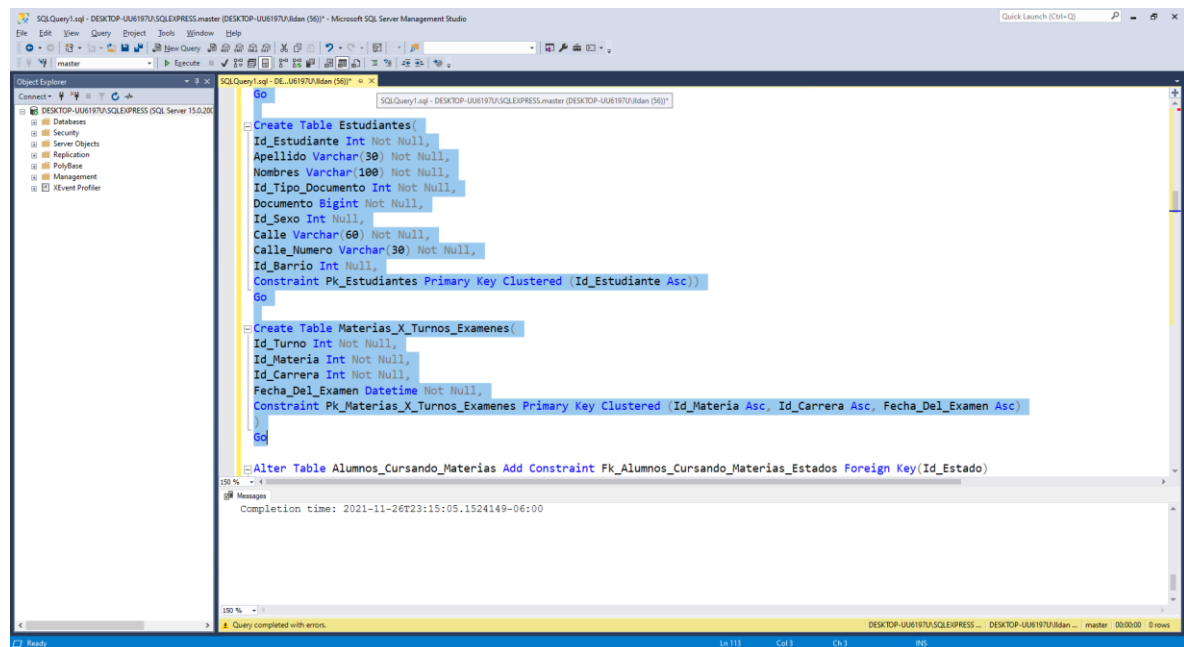 SQLQuery1.sql - DESKTOP-UU6197U\SQLEXPRESS.master (DESKTOP-UU6197U\Ildan (56))* - Microsoft SQL Server Management Studio
Quick Launch (Ctrl+Q)
File Edit View Query Project Tools Window Help
New Query
master
Execute
Object Explorer
SQLQuery1.sql - DE...U6197U\Ildan (56))*
Connect
DESKTOP-UU6197U\SQLEXPRESS (SQL Server 15.0.200
Databases
Security
Server Objects
Replication
PolyBase
Management
XEvent Profiler
Go
SQLQuery1.sql - DESKTOP-UU6197U\SQLEXPRESS.master (DESKTOP-UU6197U\Ildan (56))*
Create Table Estudiantes(
Id_Estudiante Int Not Null,
Apellido Varchar(30) Not Null,
Nombres Varchar(100) Not Null,
Id_Tipo_Documento Int Not Null,
Documento Bigint Not Null,
Id_Sexo Int Null,
Calle Varchar(60) Not Null,
Calle_Numero Varchar(30) Not Null,
Id_Barrio Int Null,
Constraint Pk_Estudiantes Primary Key Clustered (Id_Estudiante Asc))
Go
Create Table Materias_X_Turnos_Examenes(
Id_Turno Int Not Null,
Id_Materia Int Not Null,
Id_Carrera Int Not Null,
Fecha_Del_Examen Datetime Not Null,
Constraint Pk_Materias_X_Turnos_Examenes Primary Key Clustered (Id_Materia Asc, Id_Carrera Asc, Fecha_Del_Examen Asc)
)
Go
Alter Table Alumnos_Cursando_Materias Add Constraint Fk_Alumnos_Cursando_Materias_Estados Foreign Key(Id_Estado)
150 %
Messages
Completion time: 2021-11-26T23:15:05.1524149-06:00
150 %
Query completed with errors.
DESKTOP-UU6197U\SQLEXPRESS ... DESKTOP-UU6197U\Ildan ... master 00:00:00 0 rows
Ready
Ln 113 Col 3 Ch 3 INS